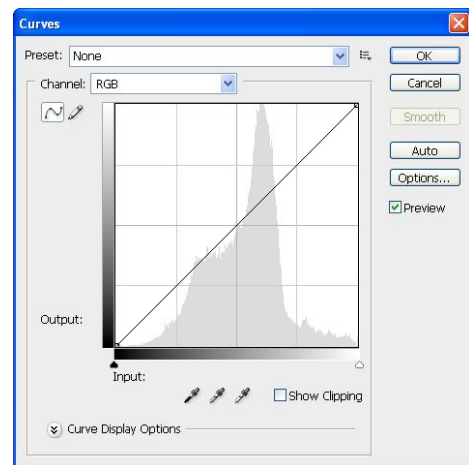 Curves
Preset: None
OK
Channel: RGB
Cancel
Smooth
Auto
Options...
Preview
Output:
Input:
Show Clipping
Curve Display Options